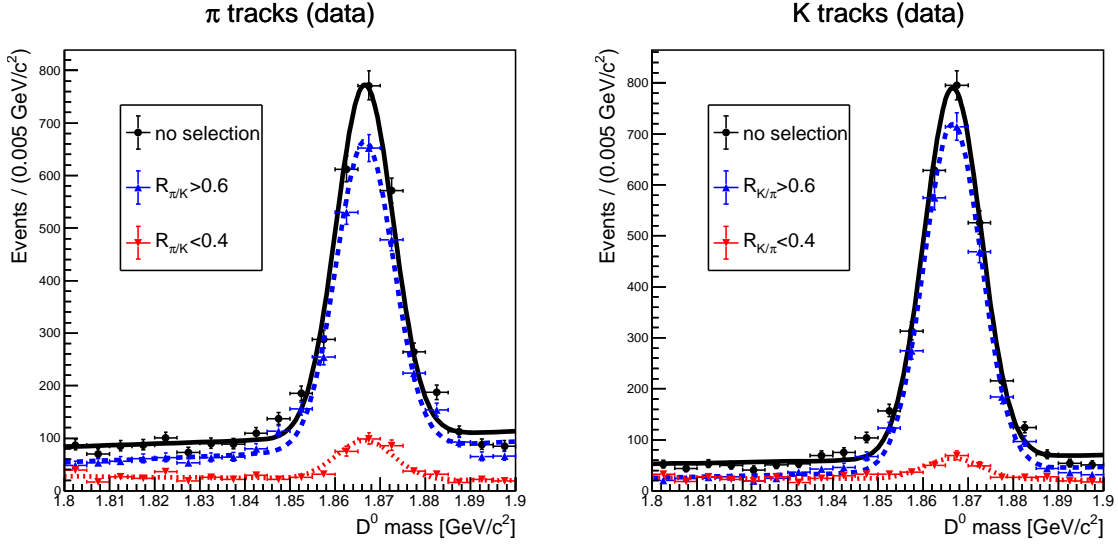 π tracks (data)
Events / (0.005 GeV/c²)
800
700
600
500
400
300
200
100
0
no selection
R_{π/K}>0.6
R_{π/K}<0.4
1.8 1.81 1.82 1.83 1.84 1.85 1.86 1.87 1.88 1.89 1.9
D⁰ mass [GeV/c²]
K tracks (data)
Events / (0.005 GeV/c²)
800
700
600
500
400
300
200
100
0
no selection
R_{K/π}>0.6
R_{K/π}<0.4
1.8 1.81 1.82 1.83 1.84 1.85 1.86 1.87 1.88 1.89 1.9
D⁰ mass [GeV/c²]